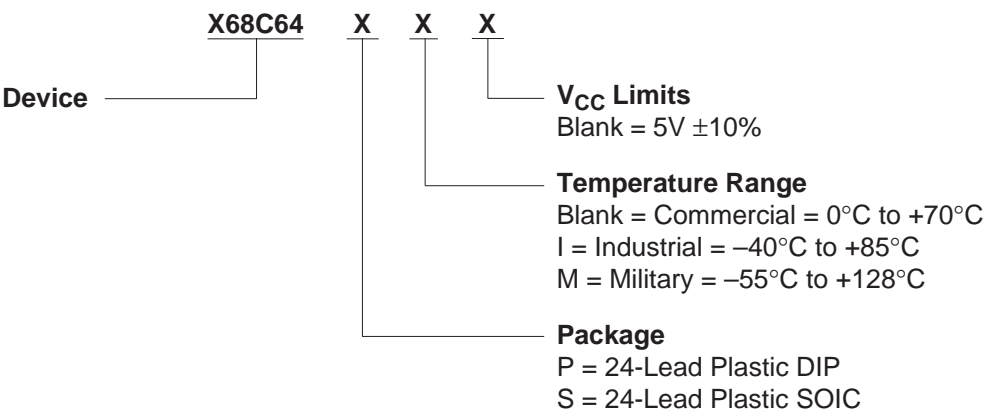 X68C64 X X X
Device
V_CC Limits
Blank = 5V ±10%
Temperature Range
Blank = Commercial = 0°C to +70°C
I = Industrial = –40°C to +85°C
M = Military = –55°C to +128°C
Package
P = 24-Lead Plastic DIP
S = 24-Lead Plastic SOIC